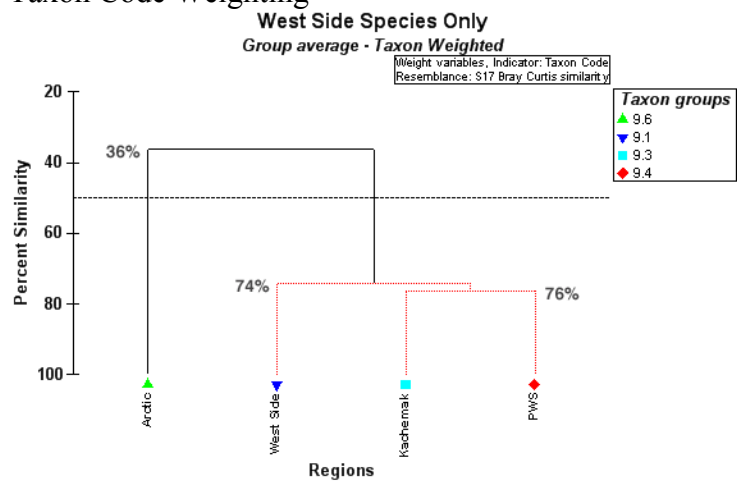 Taxon Code Weighting
West Side Species Only
Group average - Taxon Weighted
Weight variables, Indicator: Taxon Code
Resemblance: S17 Bray Curtis similarity
Taxon groups
9.6
9.1
9.3
9.4
Percent Similarity
20
40
60
80
100
36%
74%
76%
Arctic
West Side
Kachemak
PWS
Regions